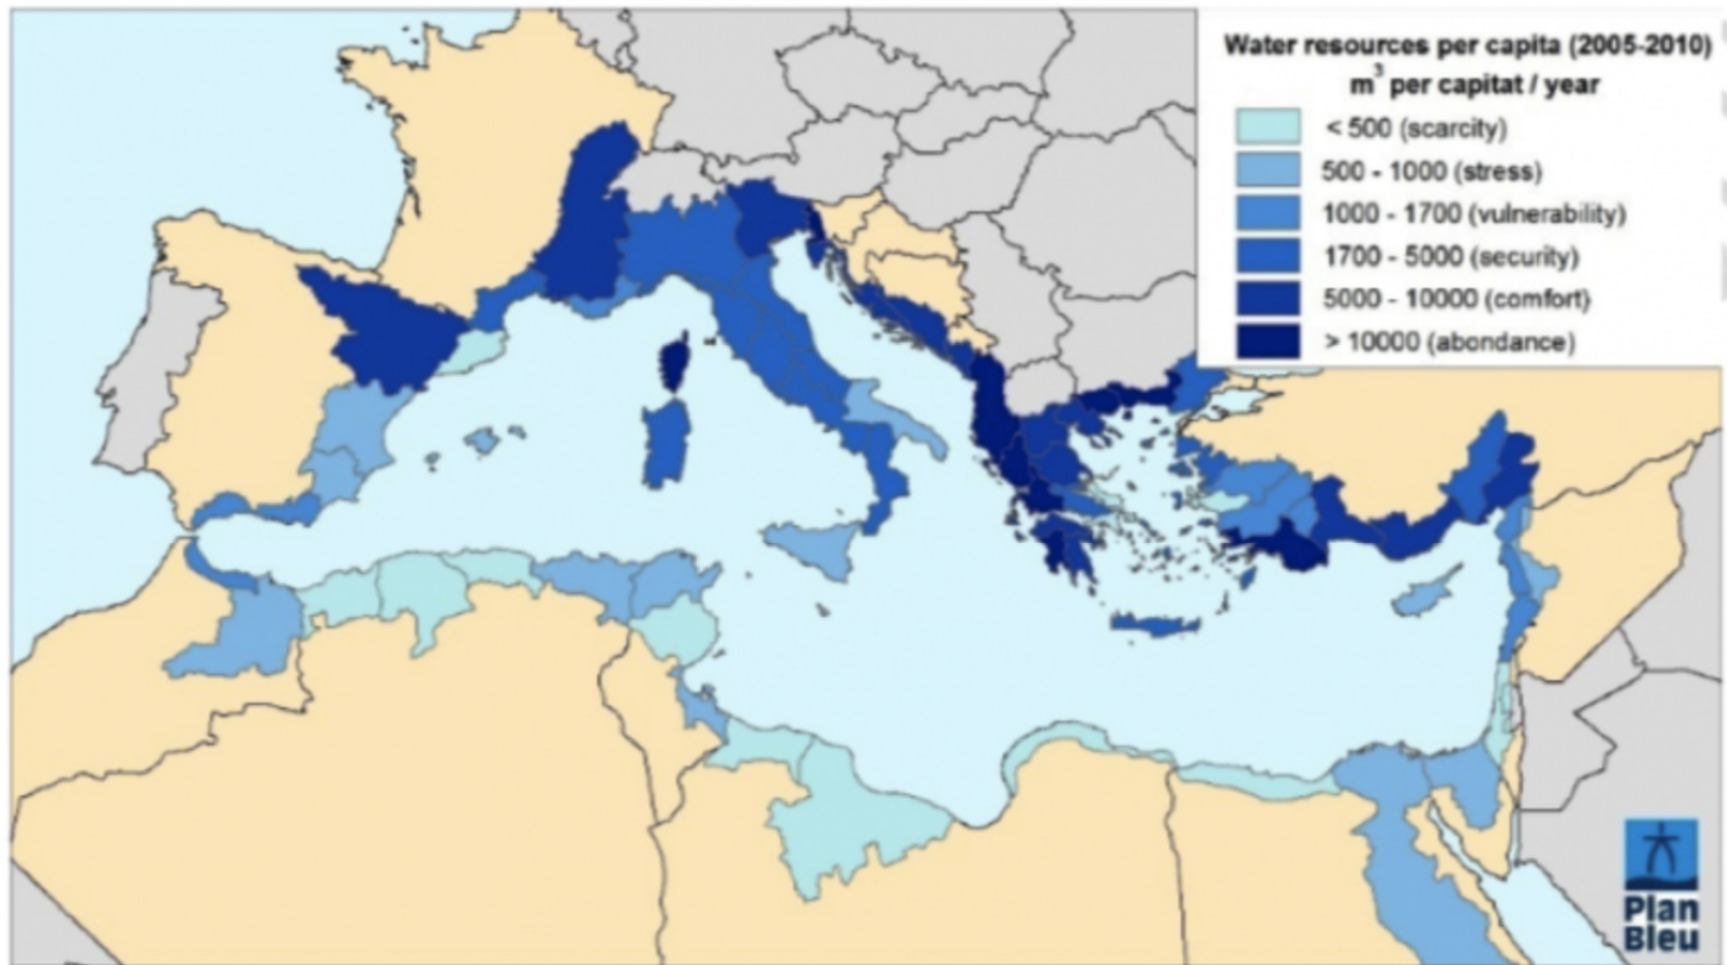 Water resources per capita (2005-2010)
m³ per capitat / year
< 500 (scarcity)
500 - 1000 (stress)
1000 - 1700 (vulnerability)
1700 - 5000 (security)
5000 - 10000 (comfort)
> 10000 (abondance)
Plan
Bleu